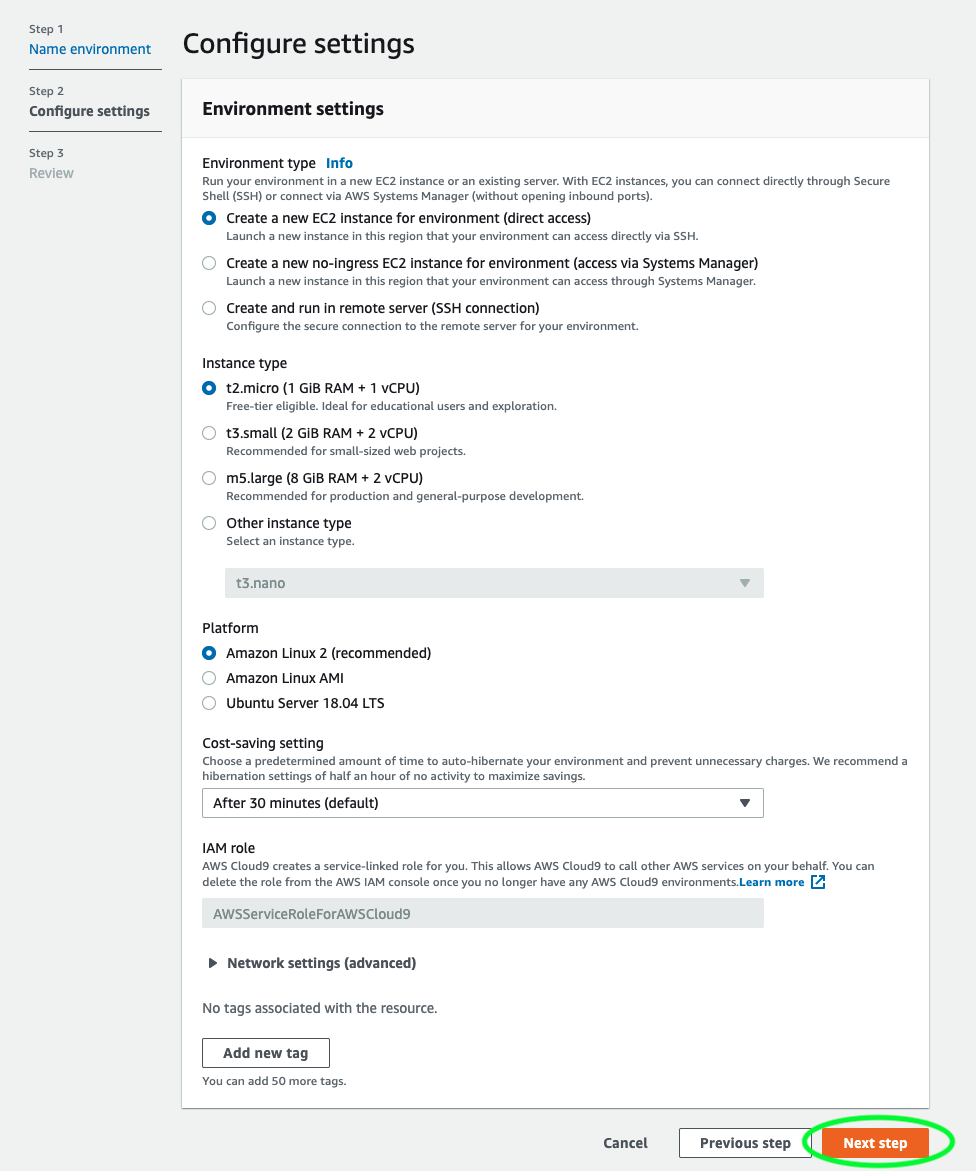 Step 1
Name environment
Step 2
Configure settings
Step 3
Review
Configure settings
Environment settings
Environment type Info
Run your environment in a new EC2 instance or an existing server. With EC2 instances, you can connect directly through Secure
Shell (SSH) or connect via AWS Systems Manager (without opening inbound ports).
Create a new EC2 instance for environment (direct access)
Launch a new instance in this region that your environment can access directly via SSH.
Create a new no-ingress EC2 instance for environment (access via Systems Manager)
Launch a new instance in this region that your environment can access through Systems Manager.
Create and run in remote server (SSH connection)
Configure the secure connection to the remote server for your environment.
Instance type
t2.micro (1 GiB RAM + 1 vCPU)
Free-tier eligible. Ideal for educational users and exploration.
t3.small (2 GiB RAM + 2 vCPU)
Recommended for small-sized web projects.
m5.large (8 GiB RAM + 2 vCPU)
Recommended for production and general-purpose development.
Other instance type
Select an instance type.
t3.nano
Platform
Amazon Linux 2 (recommended)
Amazon Linux AMI
Ubuntu Server 18.04 LTS
Cost-saving setting
Choose a predetermined amount of time to auto-hibernate your environment and prevent unnecessary charges. We recommend a
hibernation settings of half an hour of no activity to maximize savings.
After 30 minutes (default)
IAM role
AWS Cloud9 creates a service-linked role for you. This allows AWS Cloud9 to call other AWS services on your behalf. You can
delete the role from the AWS IAM console once you no longer have any AWS Cloud9 environments.Learn more
AWSServiceRoleForAWSCloud9
Network settings (advanced)
No tags associated with the resource.
Add new tag
You can add 50 more tags.
Cancel Previous step Next step